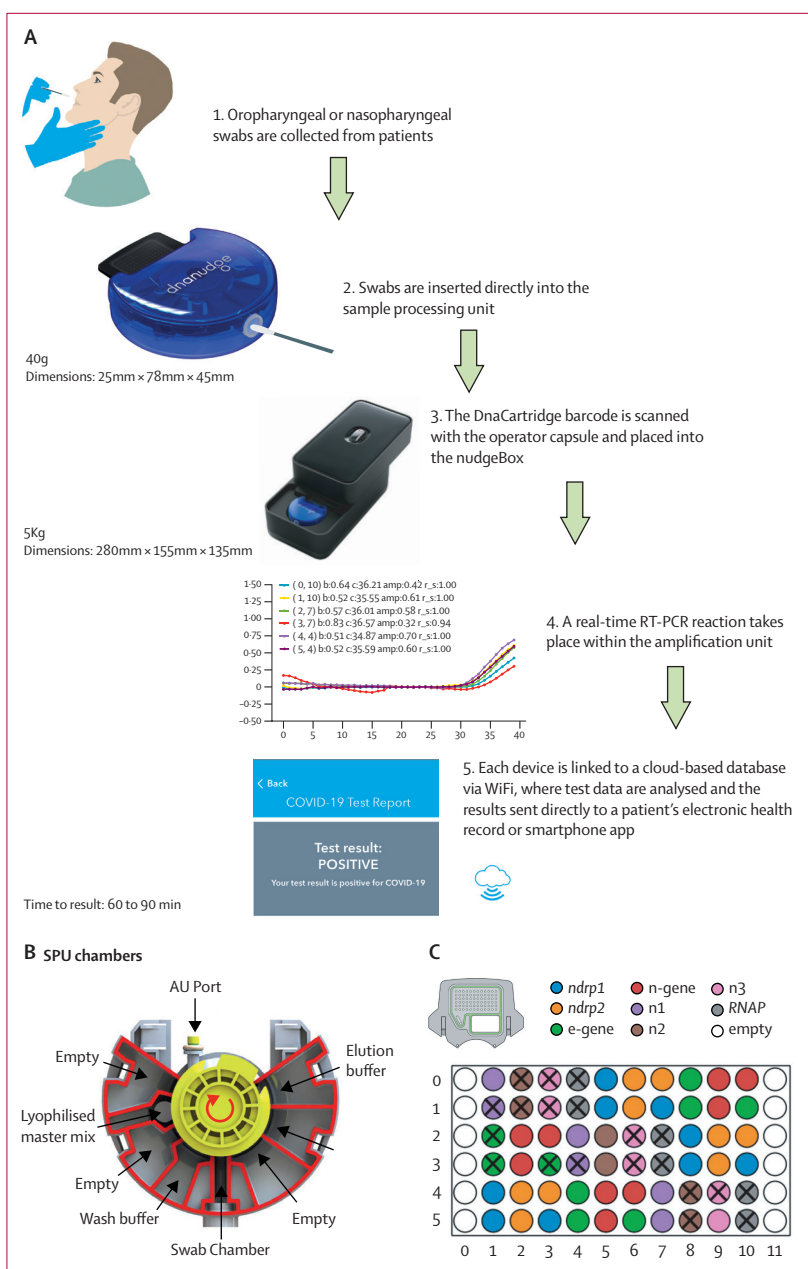 A
1. Oropharyngeal or nasopharyngeal
swabs are collected from patients
dnanudge
2. Swabs are inserted directly into the
sample processing unit
40g
Dimensions: 25mm × 78mm × 45mm
3. The DnaCartridge barcode is scanned
with the operator capsule and placed into
the nudgeBox
5Kg
Dimensions: 280mm × 155mm × 135mm
1·50
1·25
1·00
0·75
0·50
0·25
0
–0·25
–0·50
( 0, 10) b:0.64 c:36.21 amp:0.42 r_s:1.00
( 1, 10) b:0.52 c:35.55 amp:0.61 r_s:1.00
( 2, 7) b:0.57 c:36.01 amp:0.58 r_s:1.00
( 3, 7) b:0.83 c:36.57 amp:0.32 r_s:0.94
( 4, 4) b:0.51 c:34.87 amp:0.70 r_s:1.00
( 5, 4) b:0.52 c:35.59 amp:0.60 r_s:1.00
0 5 10 15 20 25 30 35 40
4. A real-time RT-PCR reaction takes
place within the amplification unit
5. Each device is linked to a cloud-based database
via WiFi, where test data are analysed and the
results sent directly to a patient's electronic health
record or smartphone app
Back
COVID-19 Test Report
Test result:
POSITIVE
Your test result is positive for COVID-19
Time to result: 60 to 90 min
B SPU chambers
AU Port
Empty
Elution
buffer
Lyophilised
master mix
Empty
Wash buffer
Swab Chamber
Empty
C
ndrp1
ndrp2
e-gene
n-gene
n1
n2
n3
RNAP
empty
0
1
2
3
4
5
0 1 2 3 4 5 6 7 8 9 10 11